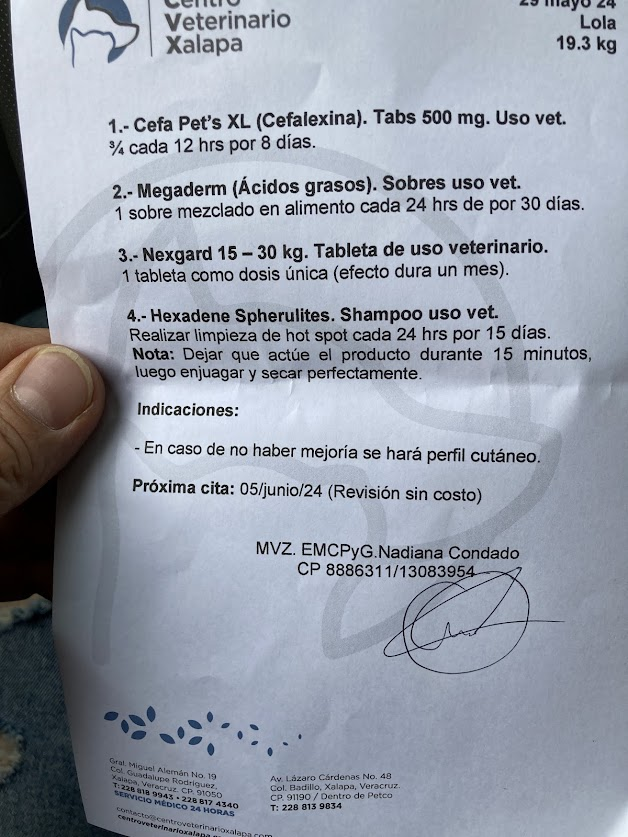 Centro
Veterinario
Xalapa
29 mayo 24
Lola
19.3 kg
1.- Cefa Pet's XL (Cefalexina). Tabs 500 mg. Uso vet.
¾ cada 12 hrs por 8 días.
2.- Megaderm (Ácidos grasos). Sobres uso vet.
1 sobre mezclado en alimento cada 24 hrs de por 30 días.
3.- Nexgard 15 – 30 kg. Tableta de uso veterinario.
1 tableta como dosis única (efecto dura un mes).
4.- Hexadene Spherulites. Shampoo uso vet.
Realizar limpieza de hot spot cada 24 hrs por 15 días.
Nota: Dejar que actúe el producto durante 15 minutos,
luego enjuagar y secar perfectamente.
Indicaciones:
- En caso de no haber mejoría se hará perfil cutáneo.
Próxima cita: 05/junio/24 (Revisión sin costo)
MVZ. EMCPyG.Nadiana Condado
CP 8886311/13083954
Gral. Miguel Alemán No. 19
Col. Guadalupe Rodríguez,
Xalapa, Veracruz. CP. 91050
T: 228 818 9943 • 228 817 4340
SERVICIO MÉDICO 24 HORAS
Av. Lázaro Cárdenas No. 48
Col. Badillo, Xalapa, Veracruz.
CP. 91190 / Dentro de Petco
T: 228 813 9834
contacto@centroveterinarioxalapa.com
centroveterinarioxalapa.com